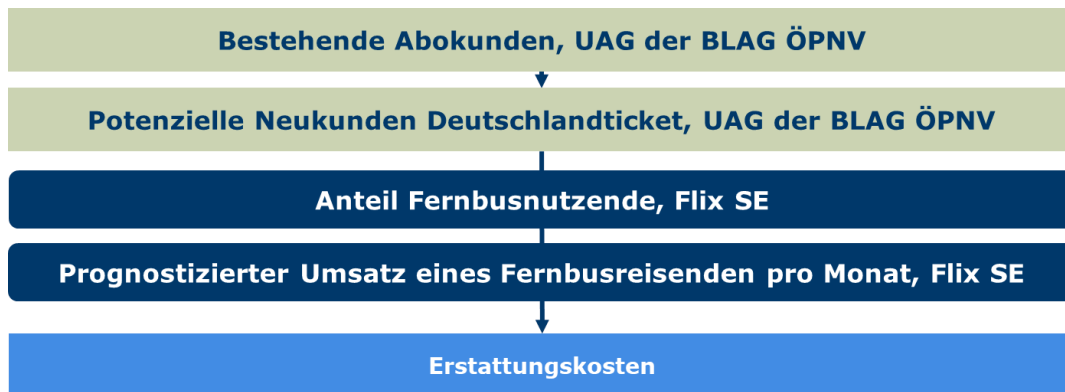 Bestehende Abokunden, UAG der BLAG ÖPNV
Potenzielle Neukunden Deutschlandticket, UAG der BLAG ÖPNV
Anteil Fernbusnutzende, Flix SE
Prognostizierter Umsatz eines Fernbusreisenden pro Monat, Flix SE
Erstattungskosten